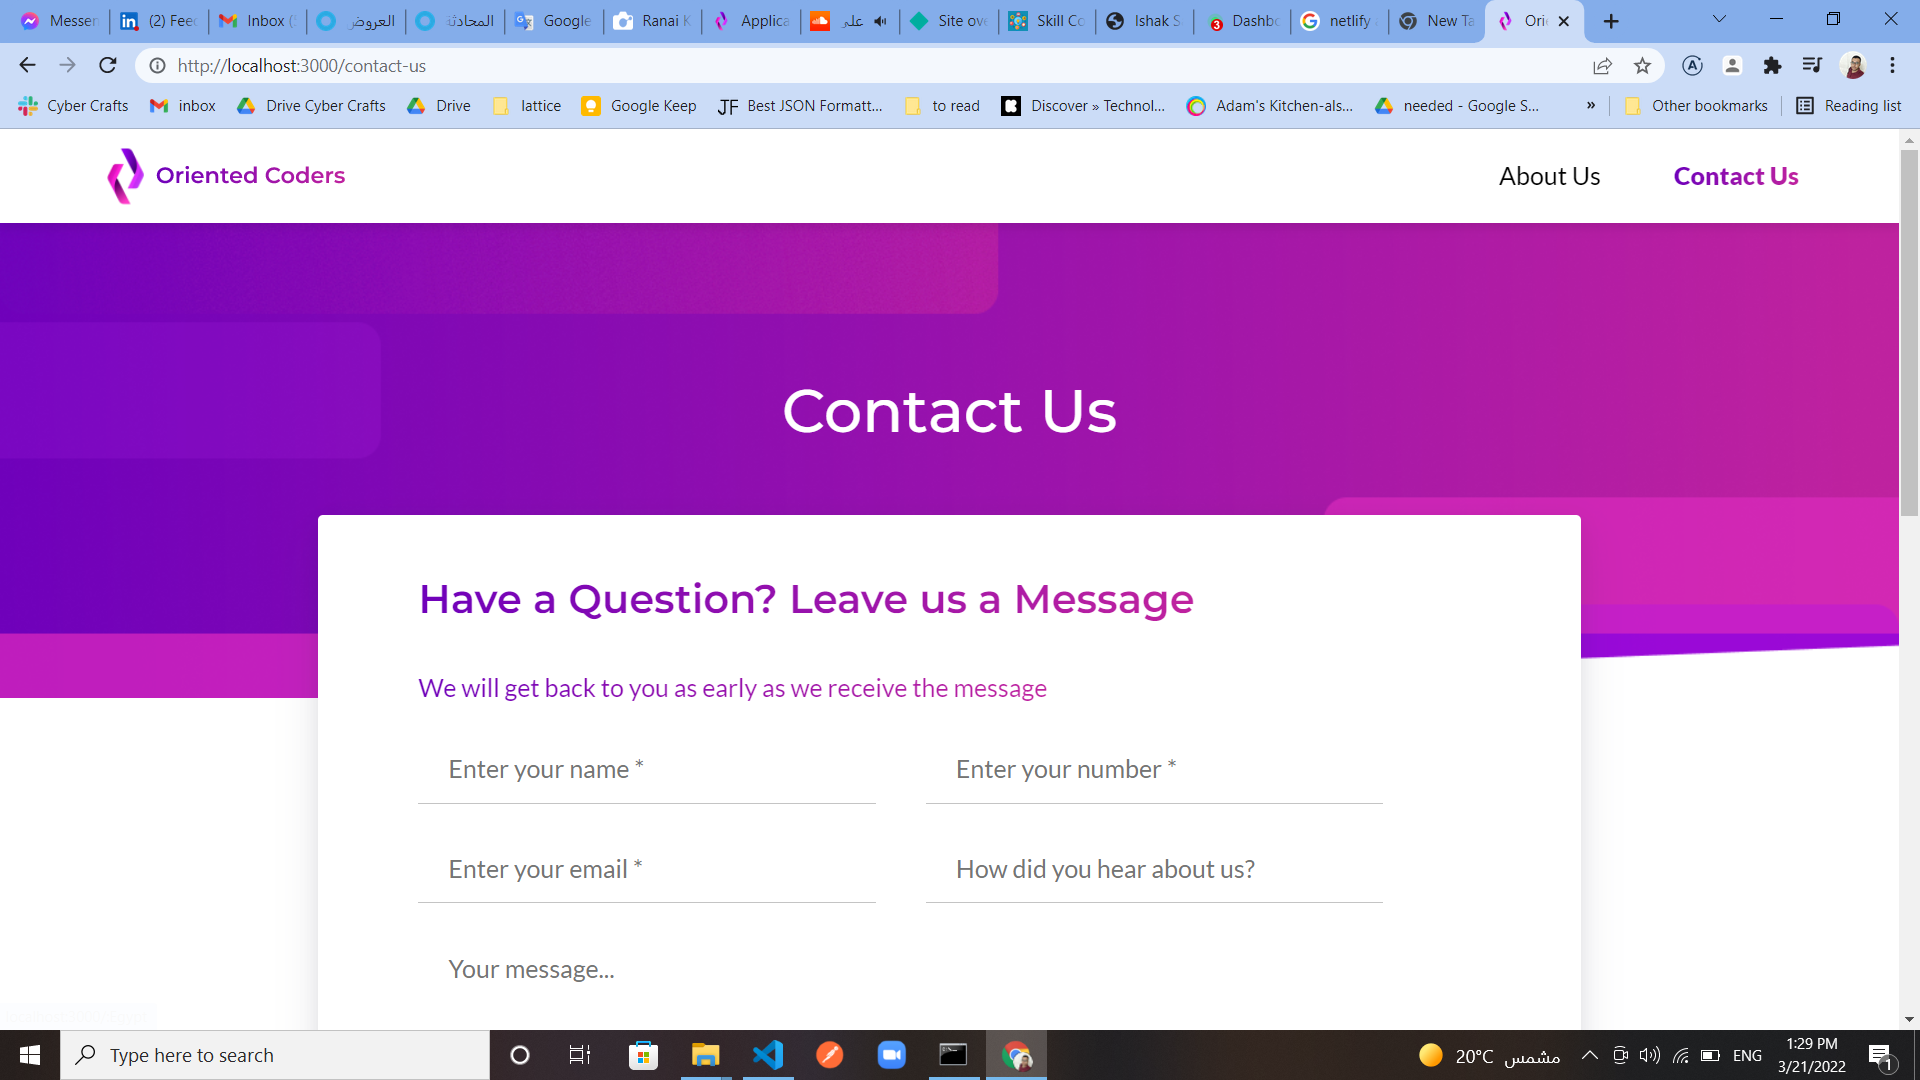 Messen (2) Feed Inbox ( العروض المحادثة Google Ranai K Applica على Site ove Skill Co Ishak S Dashbo netlify New Ta Orie
http://localhost:3000/contact-us
Cyber Crafts inbox Drive Cyber Crafts Drive lattice Google Keep JF Best JSON Formatt... to read Discover » Technol... Adam's Kitchen-als... needed - Google S... » Other bookmarks Reading list
Oriented Coders About Us Contact Us
Contact Us
Have a Question? Leave us a Message
We will get back to you as early as we receive the message
Enter your name * Enter your number *
Enter your email * How did you hear about us?
Your message...
Type here to search 20°C مشمس ENG 1:29 PM
3/21/2022 1